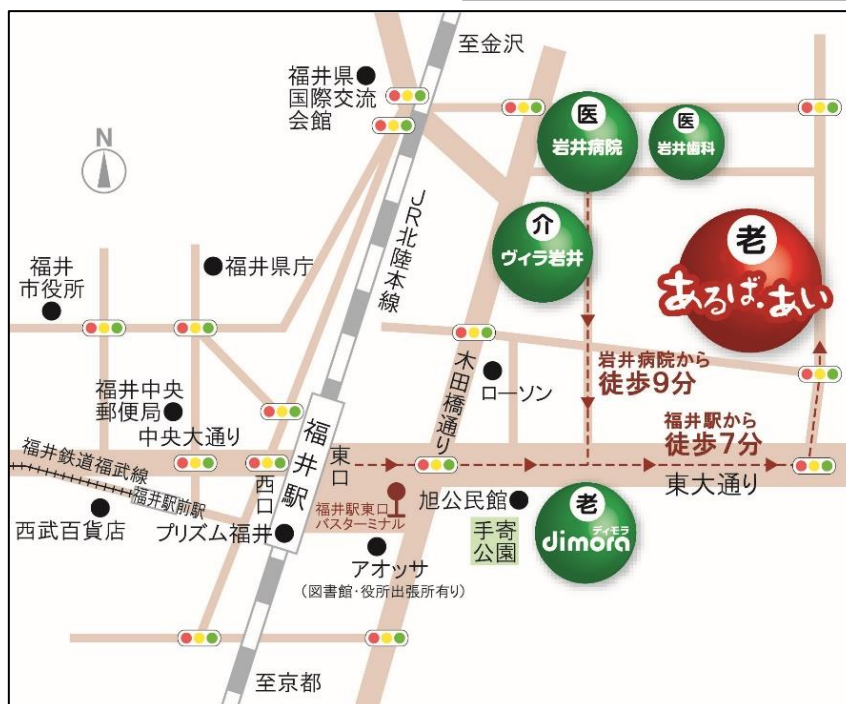 至金沢
福井県
国際交流
会館
N
医
岩井病院
医
岩井歯科
JR北陸本線
介
ヴィラ岩井
老
あるば・あい
福井
市役所
福井県庁
木田橋通り
ローソン
岩井病院から
徒歩9分
福井中央
郵便局
中央大通り
福井駅から
徒歩7分
福井鉄道福武線
福井駅前駅
西口
福井駅
東口
東大通り
福井駅東口
バスターミナル
旭公民館
老
ディモラ
dimora
手寄
公園
西武百貨店
プリズム福井
アオッサ
（図書館・役所出張所有り）
至京都